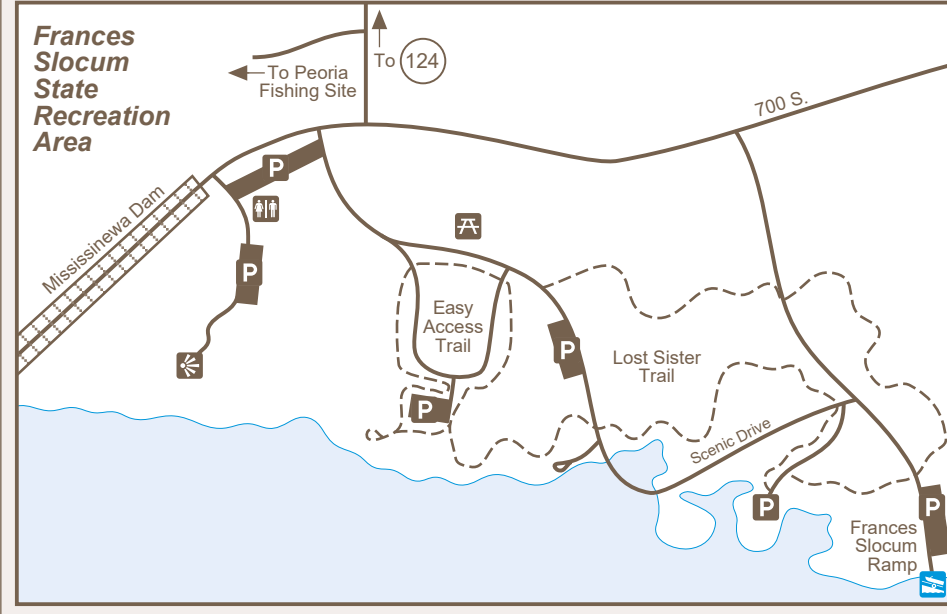 Frances
Slocum
State
Recreation
Area
To 124
To Peoria
Fishing Site
700 S.
Mississinewa Dam
P
P
Easy
Access
Trail
P
Lost Sister
Trail
P
Scenic Drive
P
P
Frances
Slocum
Ramp